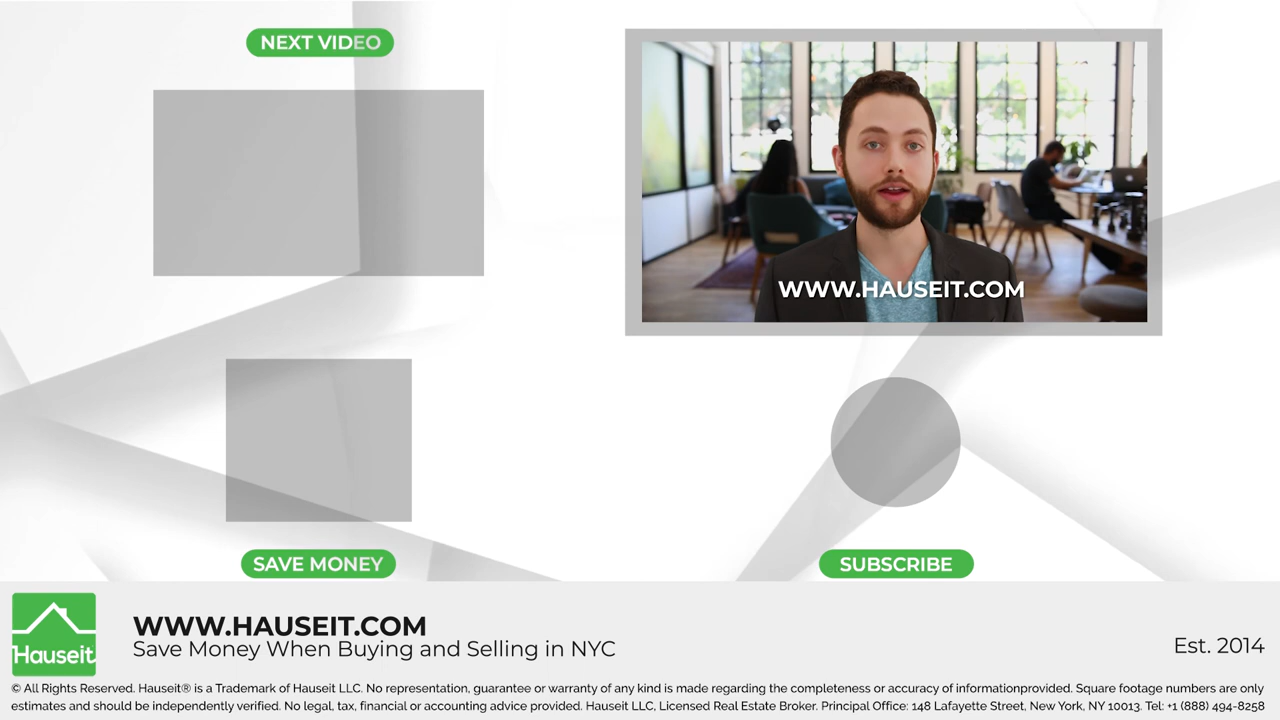 NEXT VIDEO
WWW.HAUSEIT.COM
SAVE MONEY
SUBSCRIBE
Hauseit
WWW.HAUSEIT.COM
Save Money When Buying and Selling in NYC
Est. 2014
© All Rights Reserved. Hauseit® is a Trademark of Hauseit LLC. No representation, guarantee or warranty of any kind is made regarding the completeness or accuracy of informationprovided. Square footage numbers are only
estimates and should be independently verified. No legal, tax, financial or accounting advice provided. Hauseit LLC, Licensed Real Estate Broker. Principal Office: 148 Lafayette Street, New York, NY 10013. Tel: +1 (888) 494-8258